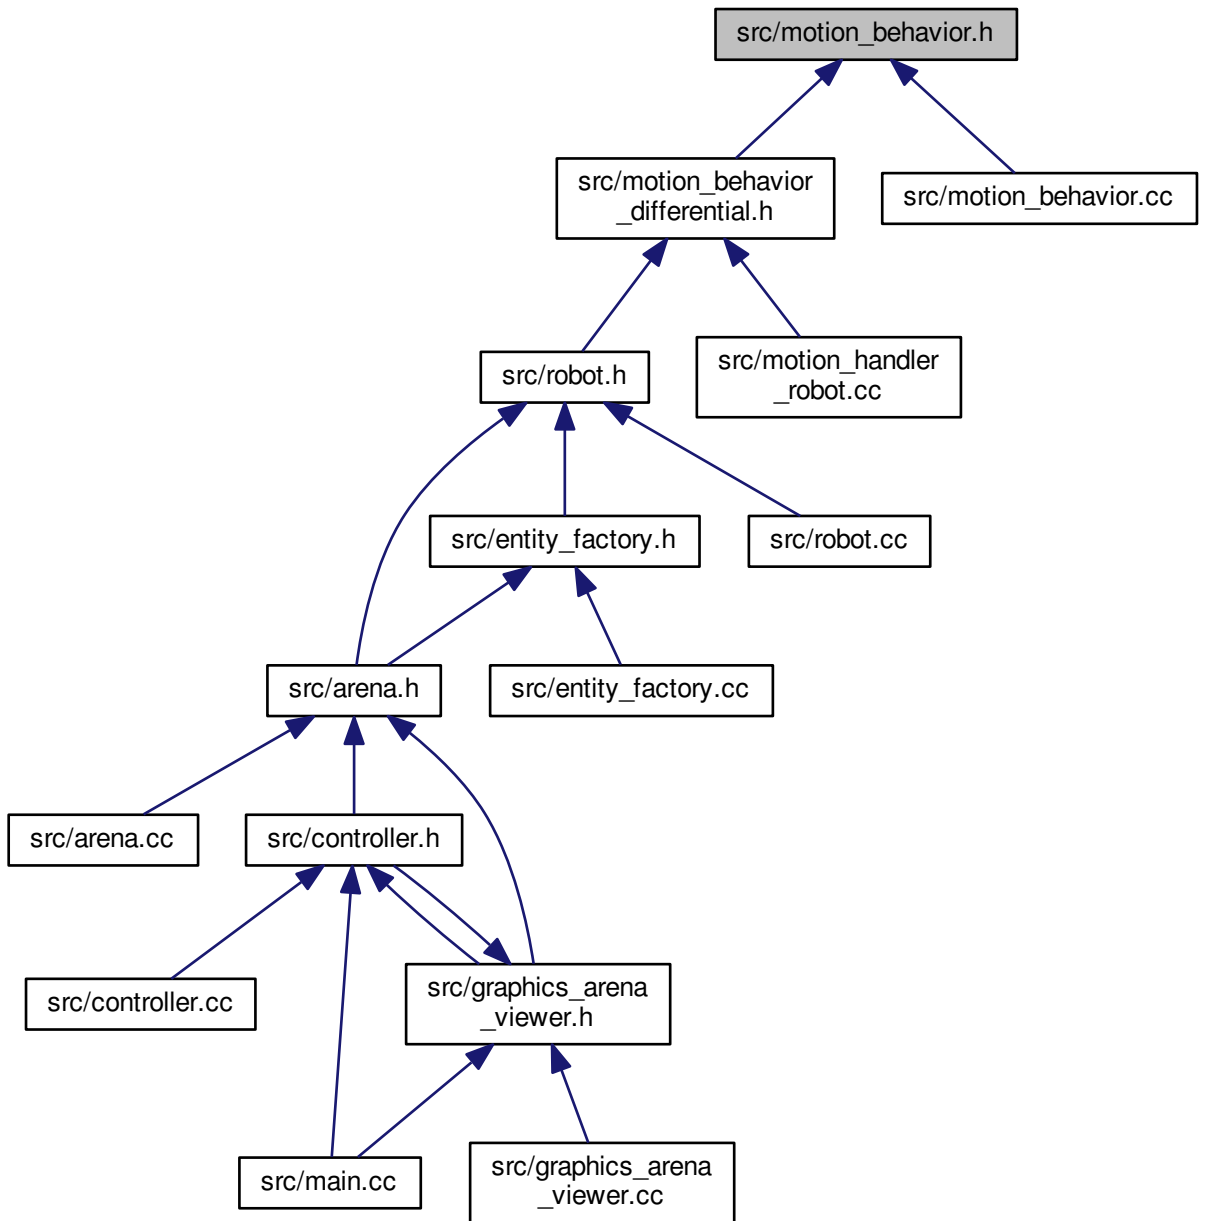 src/motion_behavior.h
src/motion_behavior
_differential.h
src/motion_behavior.cc
src/robot.h
src/motion_handler
_robot.cc
src/entity_factory.h
src/robot.cc
src/arena.h
src/entity_factory.cc
src/arena.cc
src/controller.h
src/controller.cc
src/graphics_arena
_viewer.h
src/main.cc
src/graphics_arena
_viewer.cc